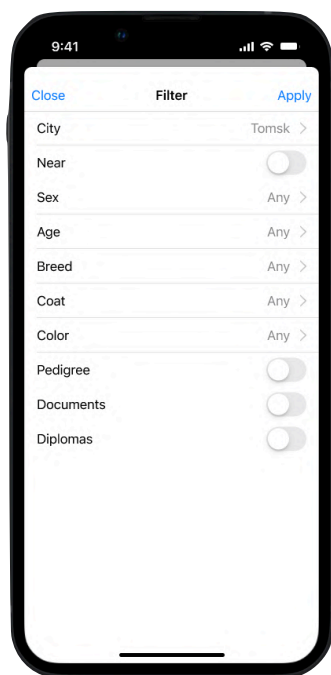 9:41
Close Filter Apply
City Tomsk
Near
Sex Any
Age Any
Breed Any
Coat Any
Color Any
Pedigree
Documents
Diplomas